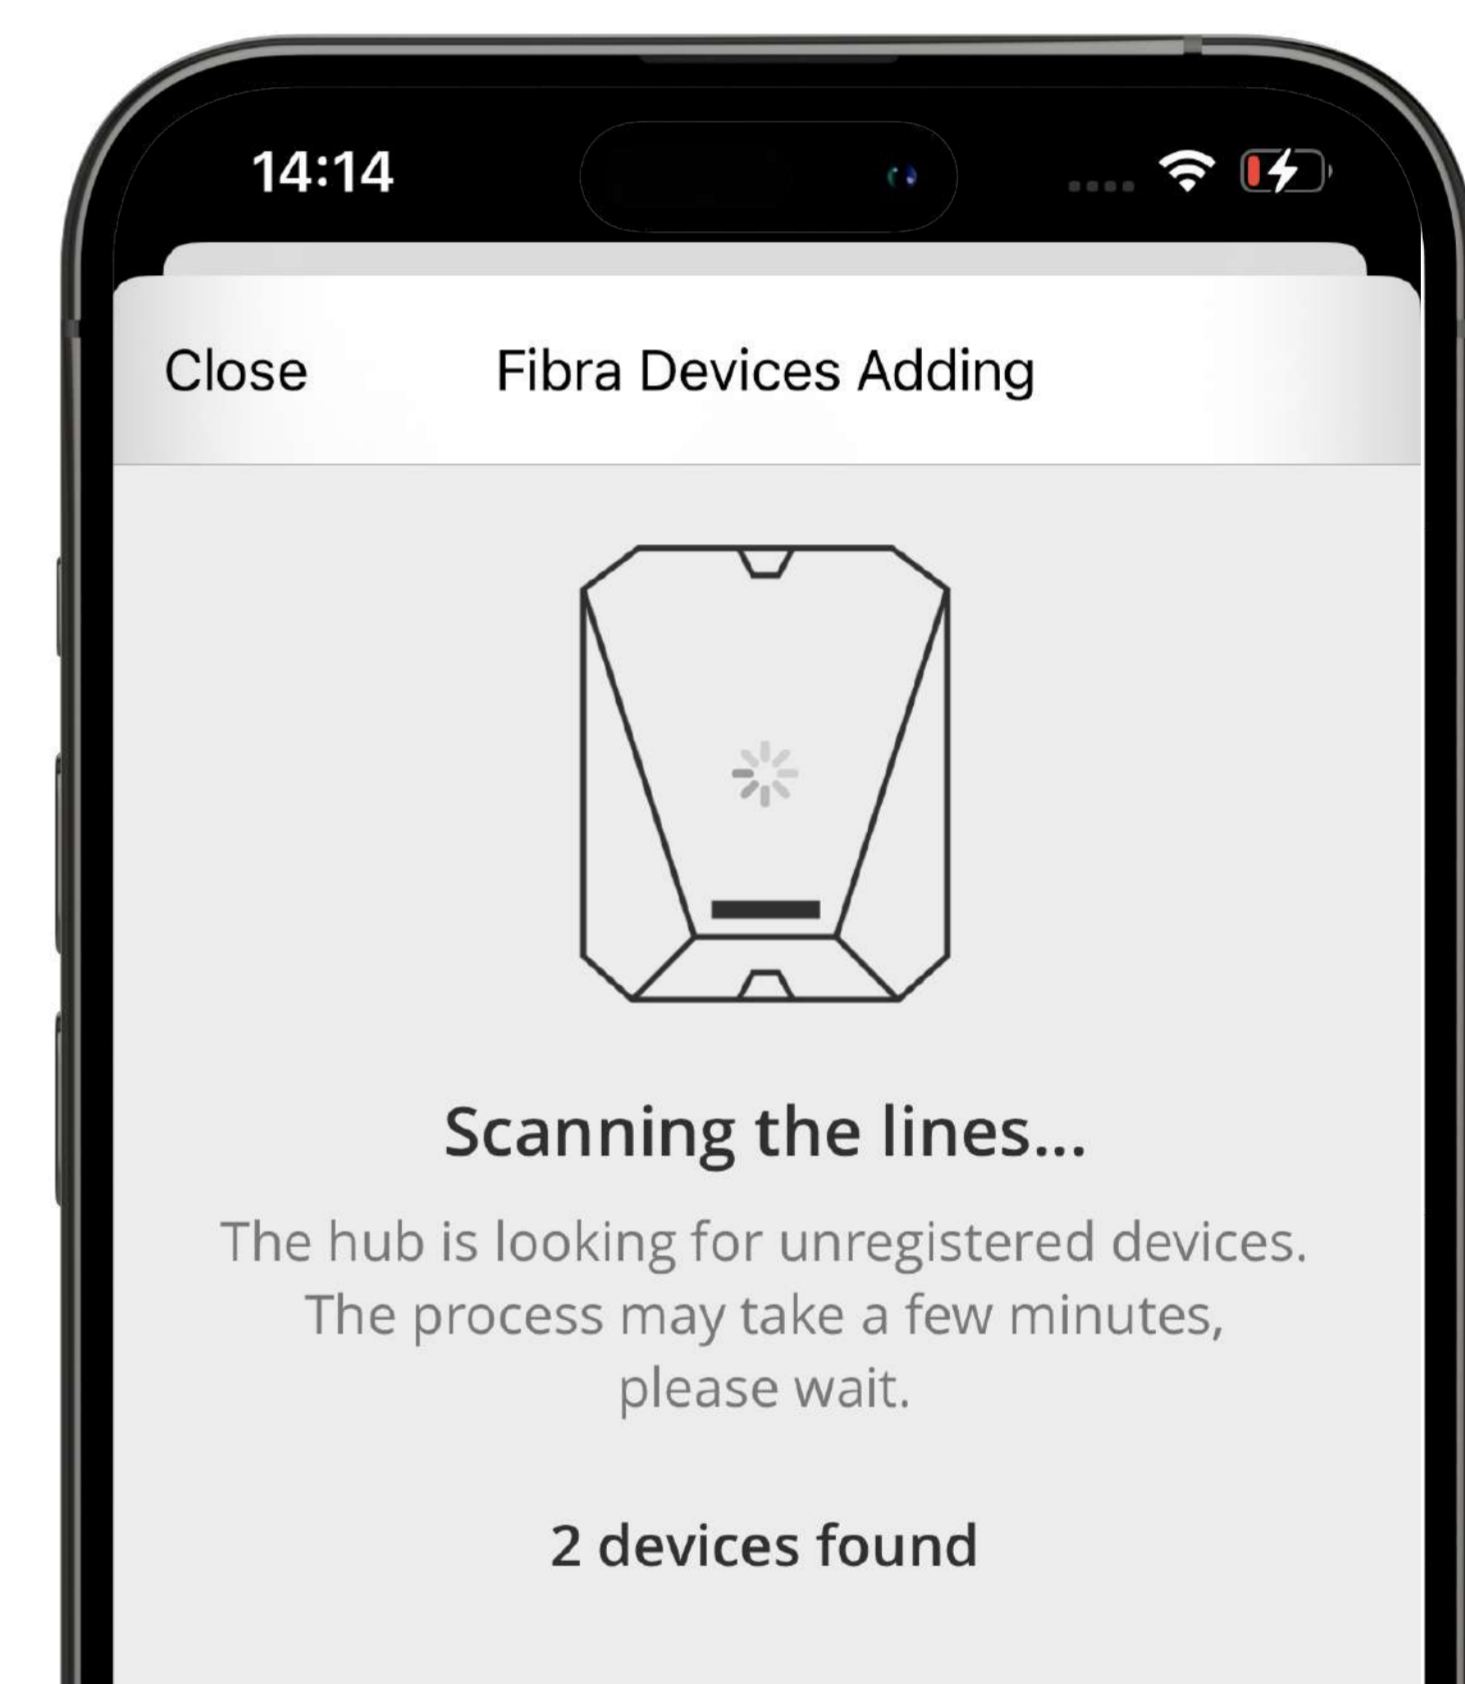 14:14
Close
Fibra Devices Adding
Scanning the lines...
The hub is looking for unregistered devices.
The process may take a few minutes,
please wait.
2 devices found